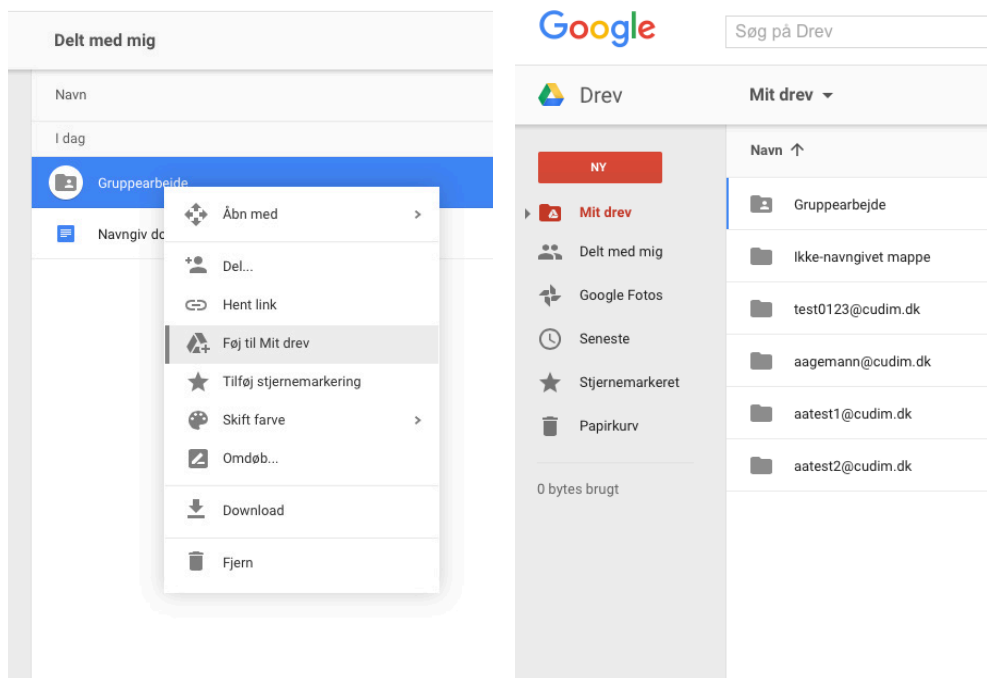 Delt med mig
Navn
I dag
Gruppearbejde
Navngiv do
Åbn med
Del...
Hent link
Føj til Mit drev
Tilføj stjernemarkering
Skift farve
Omdøb...
Download
Fjern
Google
Søg på Drev
Drev
Mit drev
NY
Mit drev
Delt med mig
Google Fotos
Seneste
Stjernemarkeret
Papirkurv
0 bytes brugt
Navn
Gruppearbejde
Ikke-navngivet mappe
test0123@cudim.dk
aagemann@cudim.dk
aatest1@cudim.dk
aatest2@cudim.dk